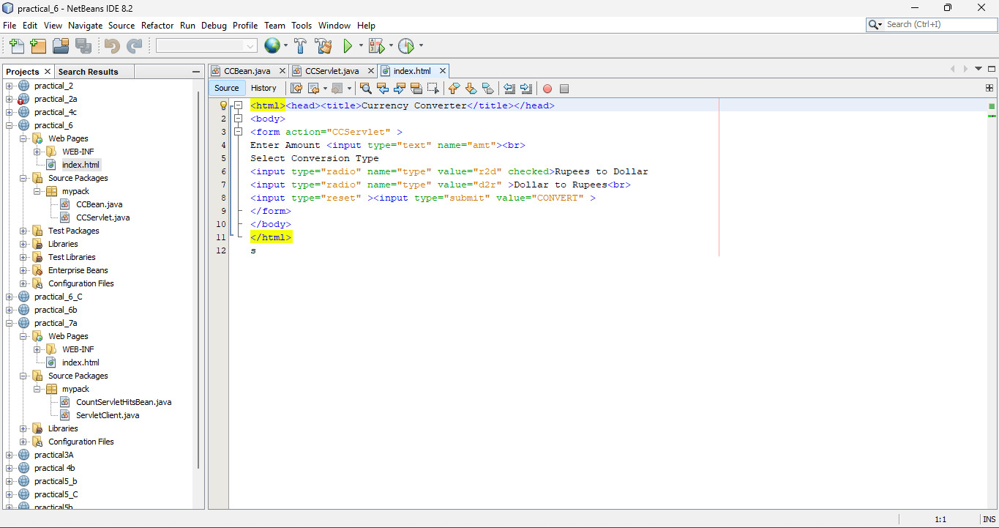 practical_6 - NetBeans IDE 8.2
File Edit View Navigate Source Refactor Run Debug Profile Team Tools Window Help
Search (Ctrl+I)
Projects Search Results
practical_2
practical_2a
practical_4c
practical_6
Web Pages
WEB-INF
index.html
Source Packages
mypack
CCBean.java
CCServlet.java
Test Packages
Libraries
Test Libraries
Enterprise Beans
Configuration Files
practical_6_C
practical_6b
practical_7a
Web Pages
WEB-INF
index.html
Source Packages
mypack
CountServletHitsBean.java
ServletClient.java
Libraries
Configuration Files
practical3A
practical 4b
practical5_b
practical5_C
practical5b
CCBean.java CCServlet.java index.html
Source History
<html><head><title>Currency Converter</title></head>
2 <body>
3 <form action="CCServlet" >
4 Enter Amount <input type="text" name="amt"><br>
5 Select Conversion Type
6 <input type="radio" name="type" value="r2d" checked>Rupees to Dollar
7 <input type="radio" name="type" value="d2r" >Dollar to Rupees<br>
8 <input type="reset" ><input type="submit" value="CONVERT" >
9 </form>
10 </body>
11 </html>
12 s
1:1 INS